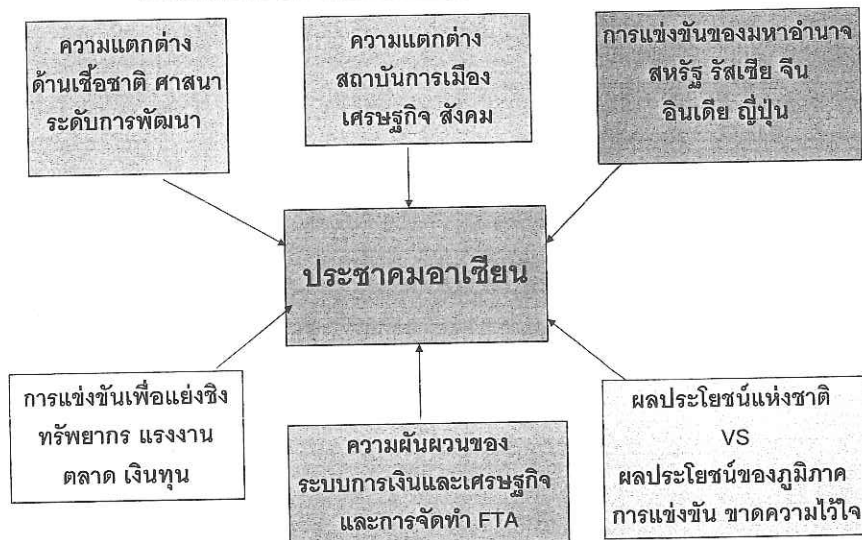 ความแตกต่าง
ด้านเชื้อชาติ ศาสนา
ระดับการพัฒนา
ความแตกต่าง
สถาบันการเมือง
เศรษฐกิจ สังคม
การแข่งขันของมหาอำนาจ
สหรัฐ รัสเซีย จีน
อินเดีย ญี่ปุ่น
ประชาคมอาเซียน
การแข่งขันเพื่อแย่งชิง
ทรัพยากร แรงงาน
ตลาด เงินทุน
ความผันผวนของ
ระบบการเงินและเศรษฐกิจ
และการจัดทำ FTA
ผลประโยชน์แห่งชาติ
VS
ผลประโยชน์ของภูมิภาค
การแข่งขัน ขาดความไว้ใจ